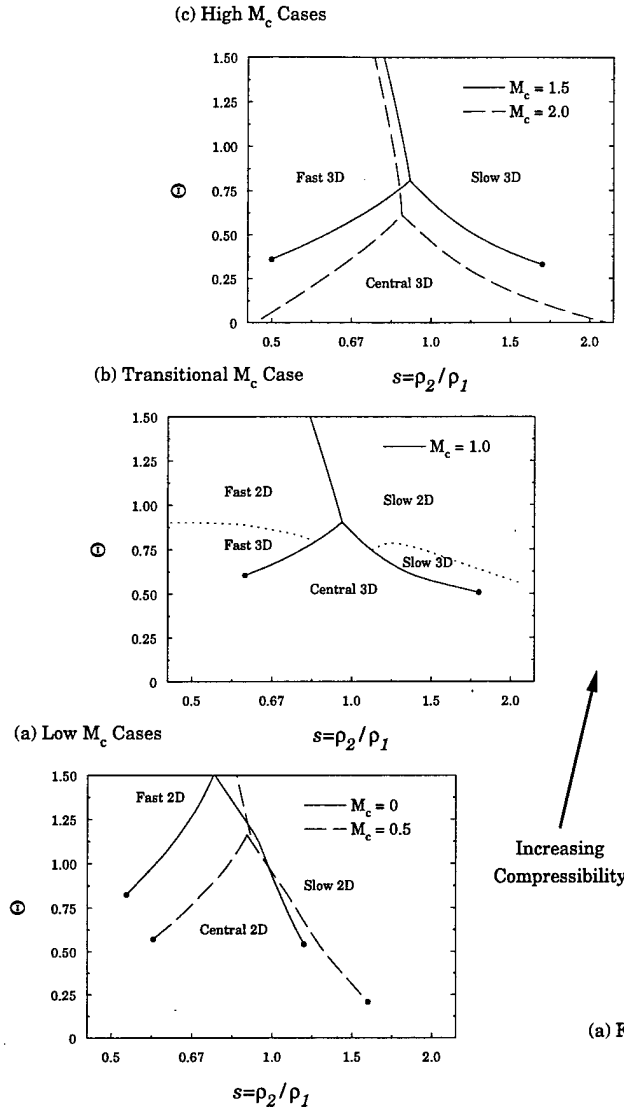 (c) High M_c Cases
1.50
1.25
1.00
0.75
0.50
0.25
0
Θ
M_c = 1.5
M_c = 2.0
Fast 3D
Slow 3D
Central 3D
0.5 0.67 1.0 1.5 2.0
s=ρ_2/ρ_1
(b) Transitional M_c Case
1.50
1.25
1.00
0.75
0.50
0.25
0
Θ
M_c = 1.0
Fast 2D
Slow 2D
Fast 3D
Slow 3D
Central 3D
0.5 0.67 1.0 1.5 2.0
s=ρ_2/ρ_1
(a) Low M_c Cases
1.50
1.25
1.00
0.75
0.50
0.25
0
Θ
M_c = 0
M_c = 0.5
Fast 2D
Slow 2D
Central 2D
0.5 0.67 1.0 1.5 2.0
s=ρ_2/ρ_1
Increasing
Compressibility
(a) F